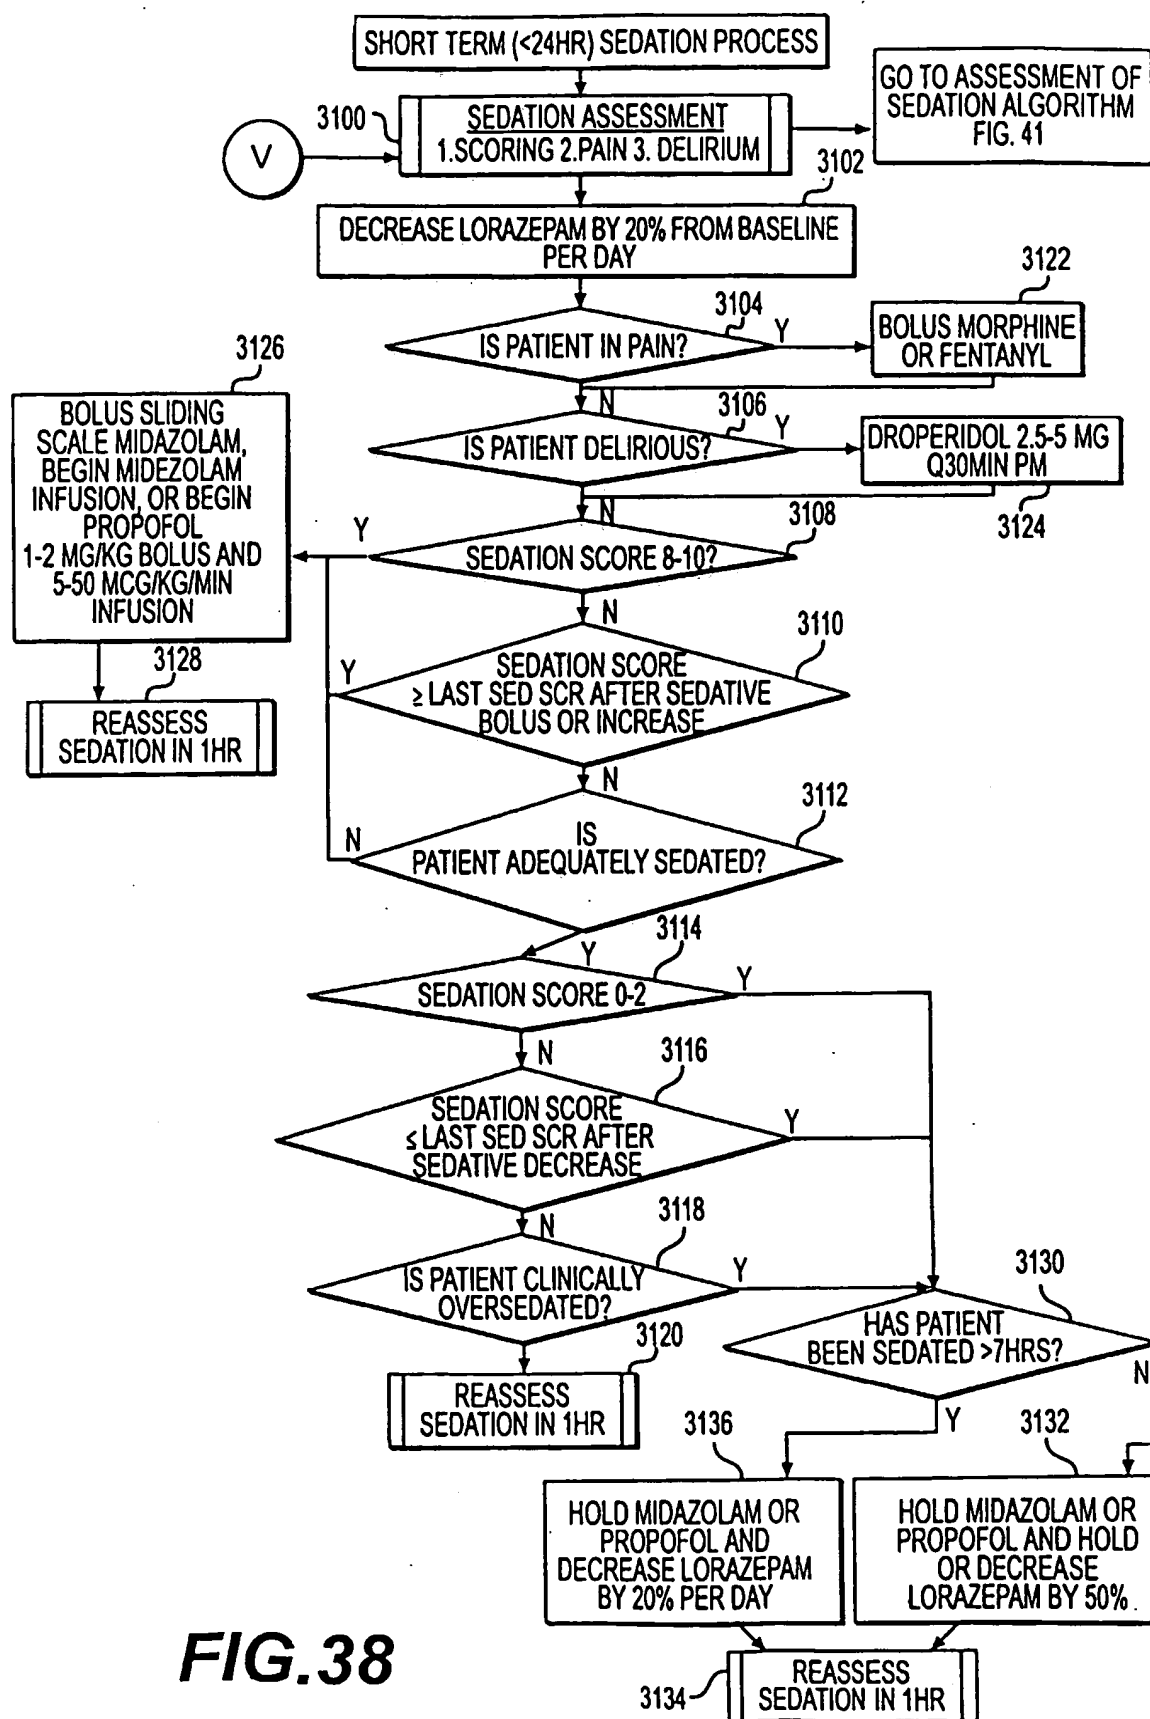 SHORT TERM (<24HR) SEDATION PROCESS
GO TO ASSESSMENT OF
SEDATION ALGORITHM
FIG. 41
3100
SEDATION ASSESSMENT
1.SCORING 2.PAIN 3. DELIRIUM
V
3102
DECREASE LORAZEPAM BY 20% FROM BASELINE
PER DAY
3104
IS PATIENT IN PAIN?
Y
3122
BOLUS MORPHINE
OR FENTANYL
N
3106
IS PATIENT DELIRIOUS?
Y
DROPERIDOL 2.5-5 MG
Q30MIN PM
3124
N
3126
BOLUS SLIDING
SCALE MIDAZOLAM,
BEGIN MIDEZOLAM
INFUSION, OR BEGIN
PROPOFOL
1-2 MG/KG BOLUS AND
5-50 MCG/KG/MIN
INFUSION
Y
3108
SEDATION SCORE 8-10?
N
3128
REASSESS
SEDATION IN 1HR
Y
3110
SEDATION SCORE
≥ LAST SED SCR AFTER SEDATIVE
BOLUS OR INCREASE
N
3112
N
IS
PATIENT ADEQUATELY SEDATED?
Y
3114
SEDATION SCORE 0-2
Y
N
3116
SEDATION SCORE
≤ LAST SED SCR AFTER
SEDATIVE DECREASE
Y
N
3118
IS PATIENT CLINICALLY
OVERSEDATED?
Y
3120
REASSESS
SEDATION IN 1HR
3130
HAS PATIENT
BEEN SEDATED >7HRS?
N
Y
3136
HOLD MIDAZOLAM OR
PROPOFOL AND
DECREASE LORAZEPAM
BY 20% PER DAY
3132
HOLD MIDAZOLAM OR
PROPOFOL AND HOLD
OR DECREASE
LORAZEPAM BY 50%.
3134
REASSESS
SEDATION IN 1HR
FIG.38